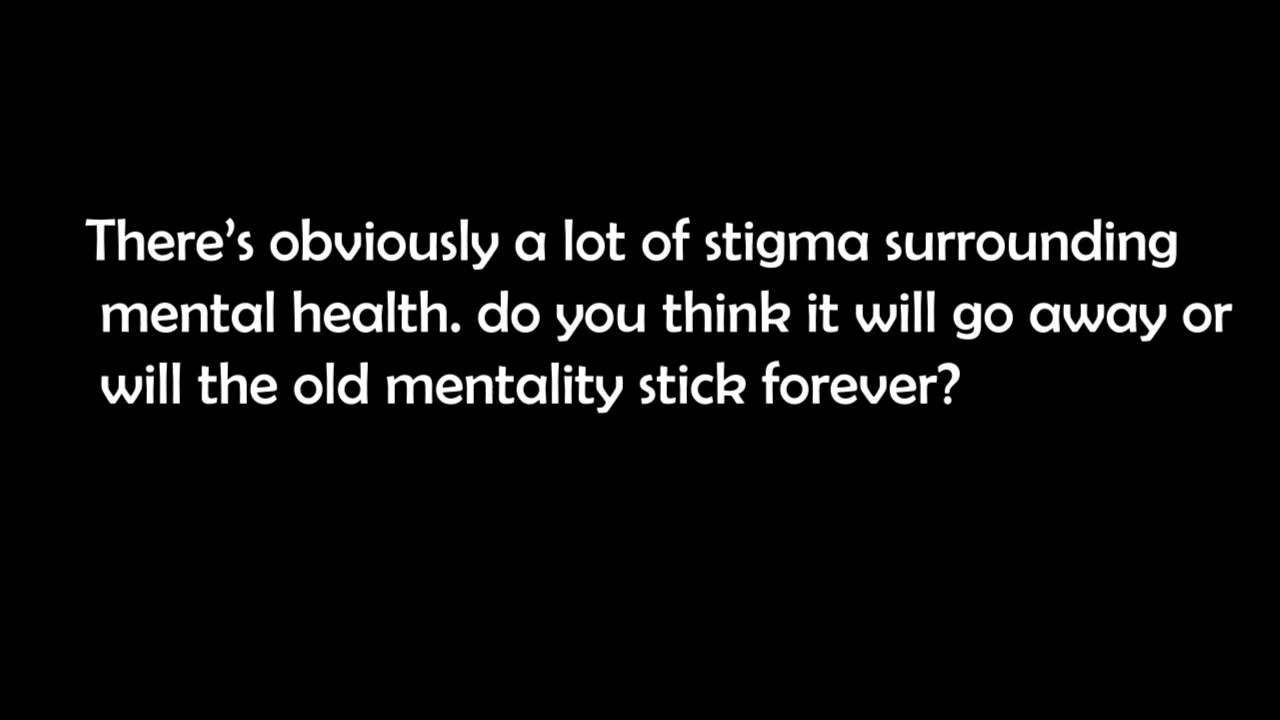 There’s obviously a lot of stigma surrounding
mental health. do you think it will go away or
will the old mentality stick forever?